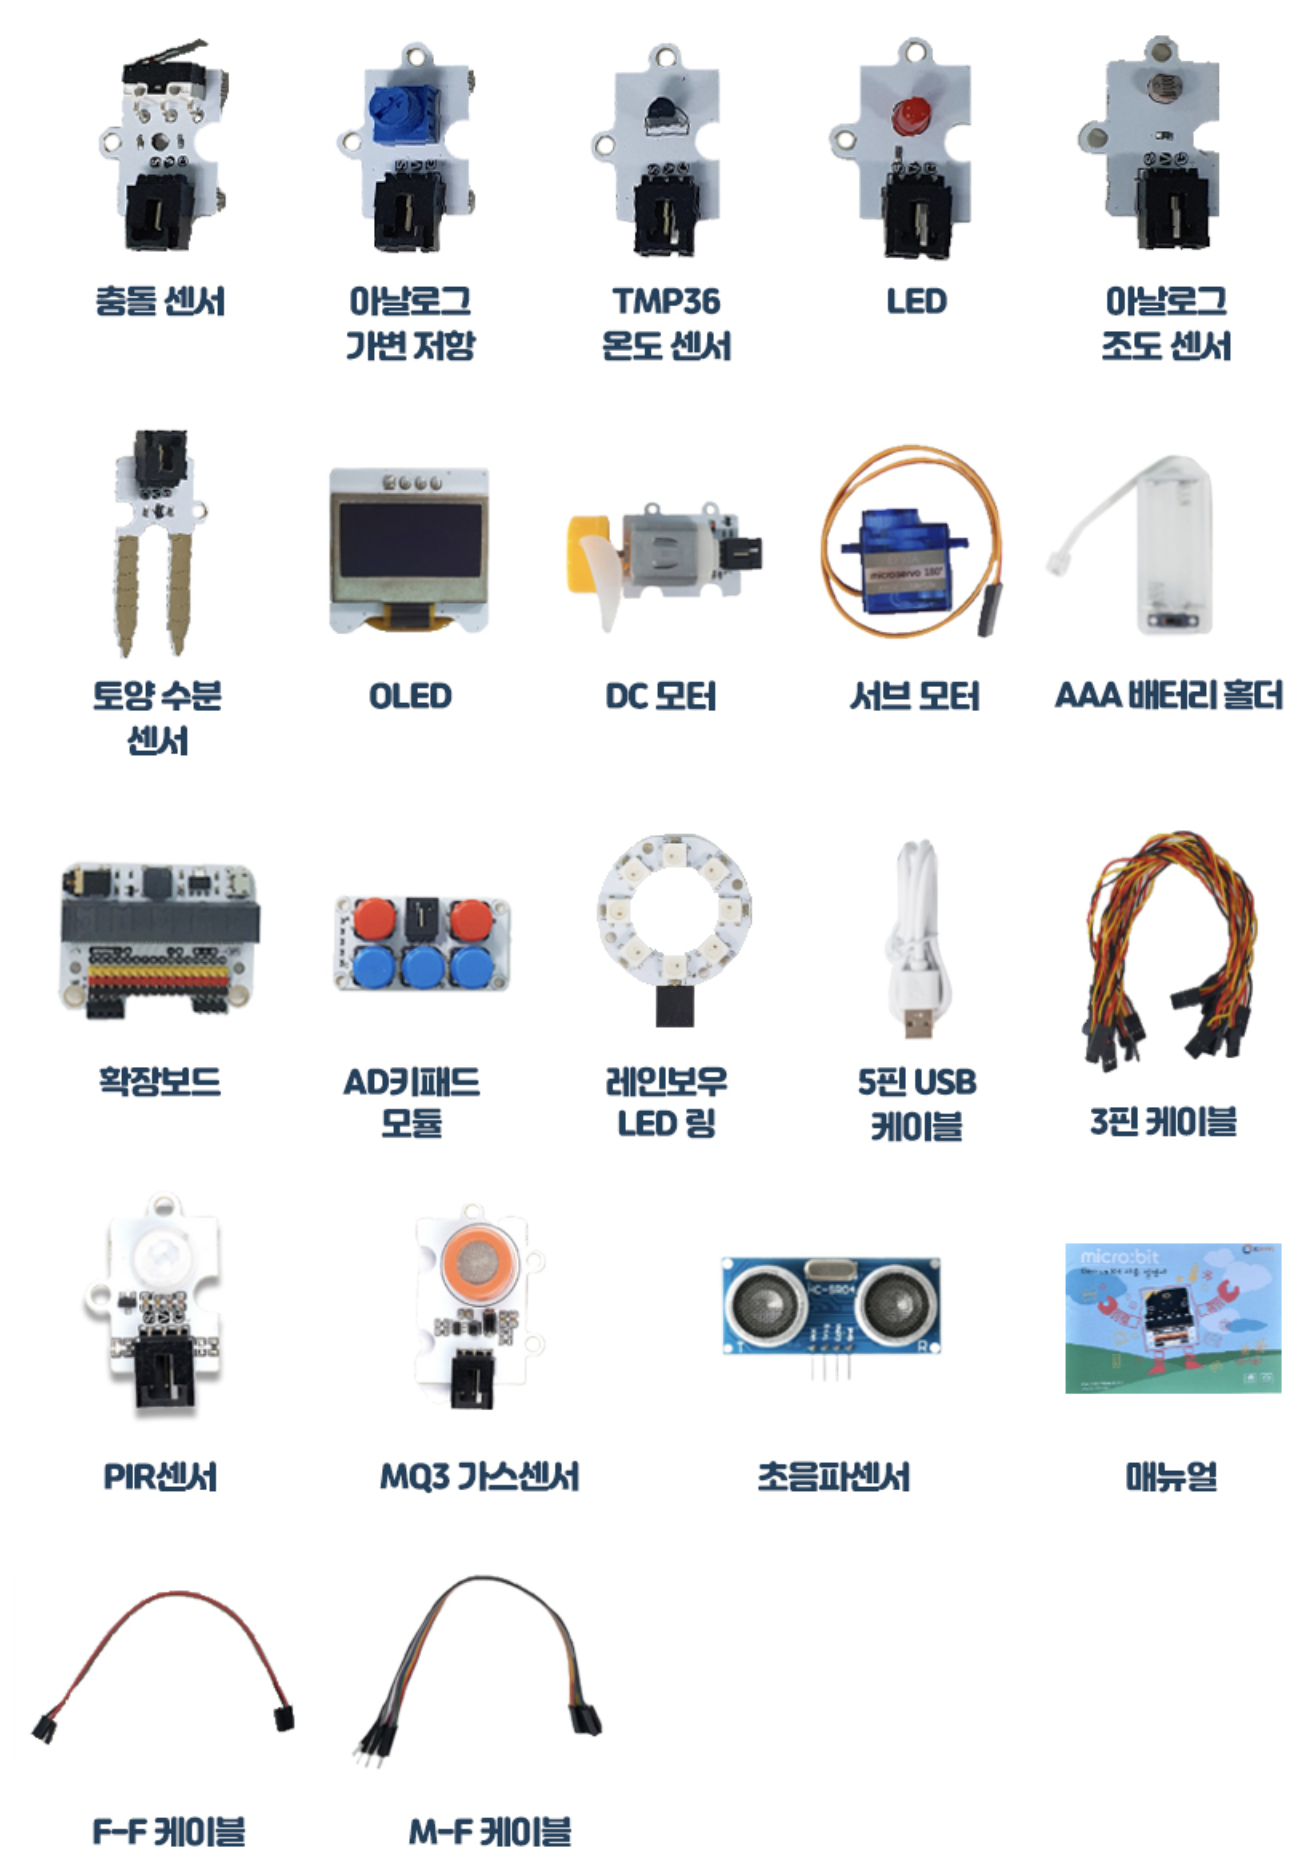 충돌 센서
아날로그
가변 저항
TMP36
온도 센서
LED
아날로그
조도 센서
microservo 180°
토양 수분
센서
OLED
DC 모터
서브 모터
AAA 배터리 홀더
확장보드
AD키패드
모듈
레인보우
LED 링
5핀 USB
케이블
3핀 케이블
HC-SR04
T
R
micro:bit
PIR센서
MQ3 가스센서
초음파센서
매뉴얼
F-F 케이블
M-F 케이블